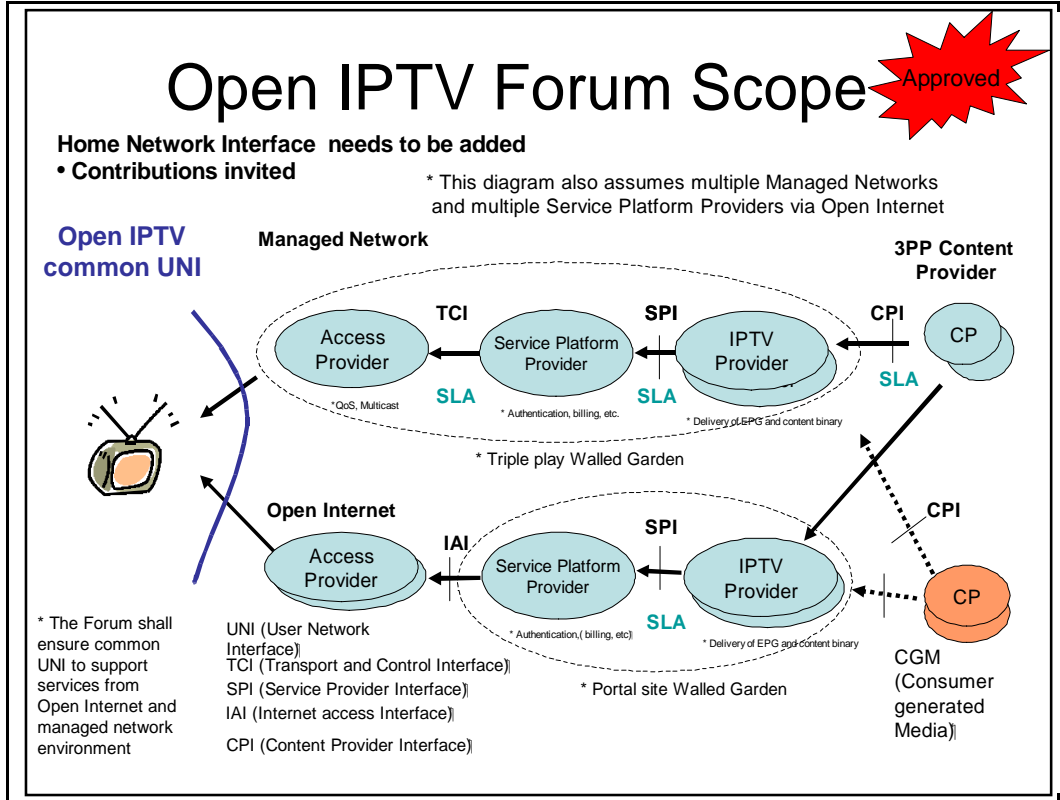 Open IPTV Forum Scope
Approved
Home Network Interface needs to be added
• Contributions invited
* This diagram also assumes multiple Managed Networks
and multiple Service Platform Providers via Open Internet
Open IPTV
common UNI
Managed Network
3PP Content
Provider
Access
Provider
TCI
SLA
Service Platform
Provider
SPI
SLA
IPTV
Provider
CPI
SLA
CP
*QoS, Multicast
* Authentication, billing, etc.
* Delivery of EPG and content binary
* Triple play Walled Garden
Open Internet
Access
Provider
IAI
Service Platform
Provider
SPI
SLA
IPTV
Provider
CPI
CP
* Authentication,( billing, etc)
* Delivery of EPG and content binary
* Portal site Walled Garden
CGM
(Consumer
generated
Media)
* The Forum shall
ensure common
UNI to support
services from
Open Internet and
managed network
environment
UNI (User Network
Interface)
TCI (Transport and Control Interface)
SPI (Service Provider Interface)
IAI (Internet access Interface)
CPI (Content Provider Interface)